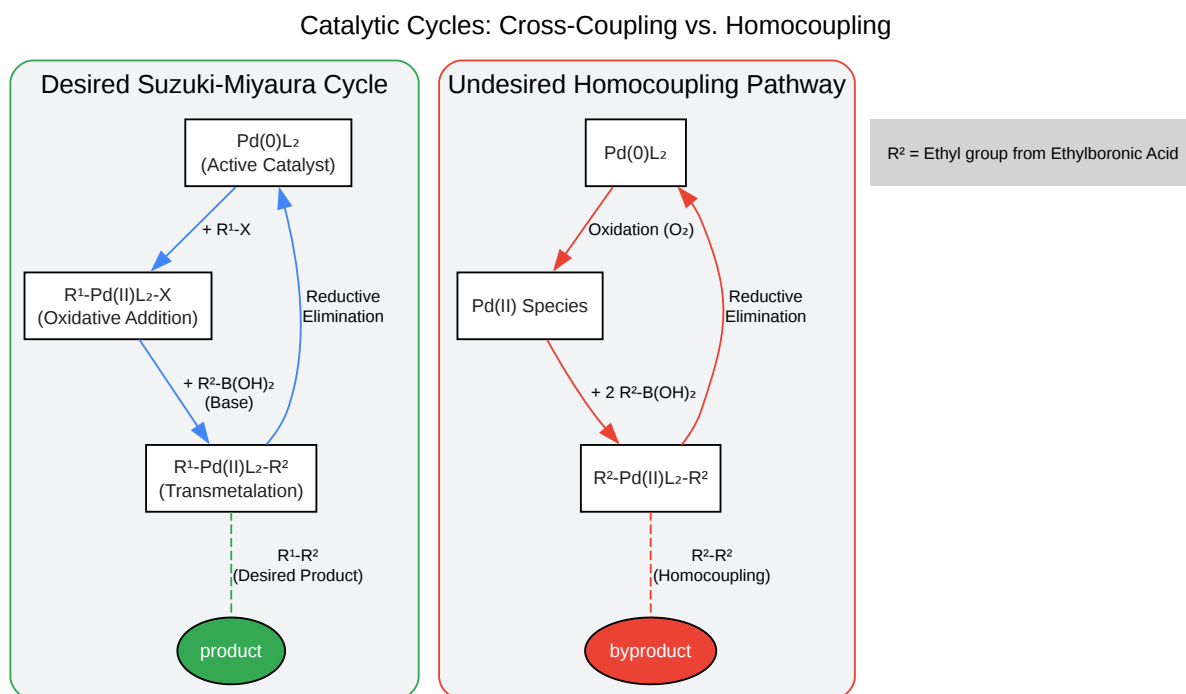 Catalytic Cycles: Cross-Coupling vs. Homocoupling
Desired Suzuki-Miyaura Cycle
Pd(0)L₂
(Active Catalyst)
+ R¹-X
R¹-Pd(II)L₂-X
(Oxidative Addition)
Reductive
Elimination
+ R²-B(OH)₂
(Base)
R¹-Pd(II)L₂-R²
(Transmetalation)
R¹-R²
(Desired Product)
product
Undesired Homocoupling Pathway
Pd(0)L₂
Oxidation (O₂)
Pd(II) Species
Reductive
Elimination
+ 2 R²-B(OH)₂
R²-Pd(II)L₂-R²
R²-R²
(Homocoupling)
byproduct
R² = Ethyl group from Ethylboronic Acid